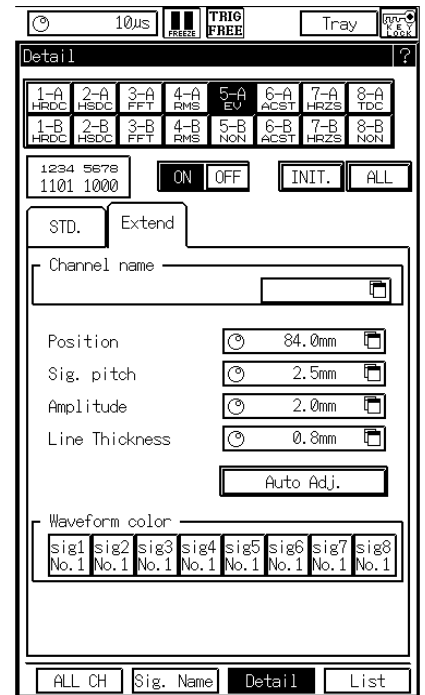 10μs FREEZE TRIG FREE Tray KEY LOCK
Detail ?
1-A 2-A 3-A 4-A 5-A 6-A 7-A 8-A
HRDC HSDC FFT RMS EV ACST HRZS TDC
1-B 2-B 3-B 4-B 5-B 6-B 7-B 8-B
HRDC HSDC FFT RMS NON ACST HRZS NON
1234 5678
1101 1000
ON OFF INIT. ALL
STD. Extend
Channel name
Position 84.0mm
Sig. pitch 2.5mm
Amplitude 2.0mm
Line Thickness 0.8mm
Auto Adj.
Waveform color
sig1 sig2 sig3 sig4 sig5 sig6 sig7 sig8
No.1 No.1 No.1 No.1 No.1 No.1 No.1 No.1
ALL CH Sig. Name Detail List